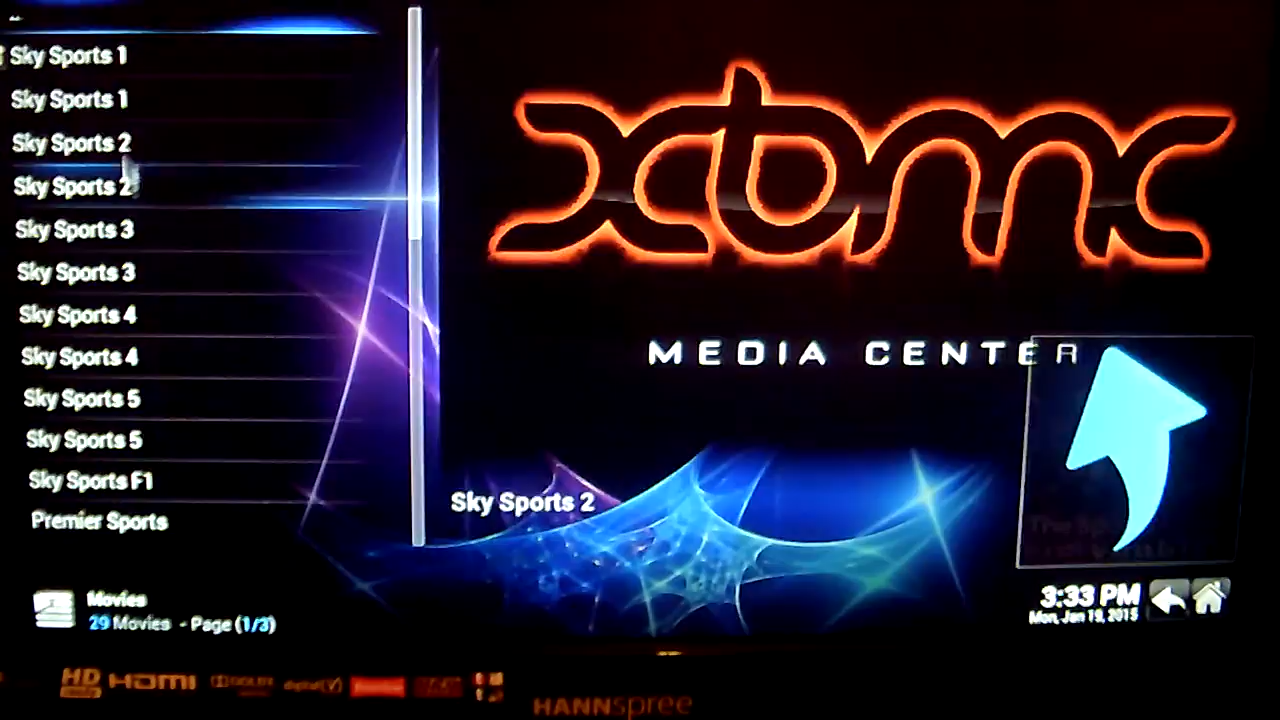 ..
Sky Sports 1
Sky Sports 1
Sky Sports 2
Sky Sports 2
Sky Sports 3
Sky Sports 3
Sky Sports 4
Sky Sports 4
Sky Sports 5
Sky Sports 5
Sky Sports F1
Premier Sports
xbmc
MEDIA CENTER
Sky Sports 2
Movies
29 Movies - Page (1/3)
3:33 PM
Mon, Jan 19, 2015
HD
HDMI
HANNspree